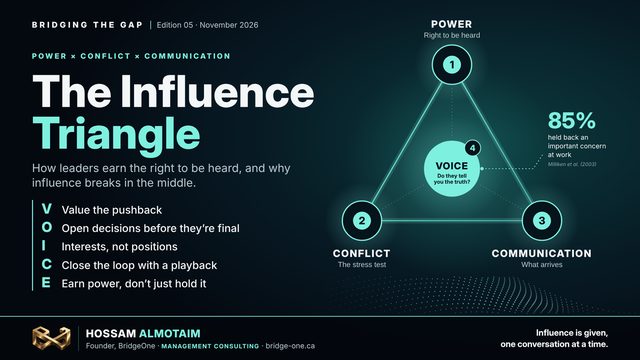 BRIDGING THE GAP | Edition 05 · November 2026
POWER × CONFLICT × COMMUNICATION
The Influence
Triangle
How leaders earn the right to be heard, and why
influence breaks in the middle.
V Value the pushback
O Open decisions before they're final
I Interests, not positions
C Close the loop with a playback
E Earn power, don't just hold it
POWER
Right to be heard
1
4
VOICE
Do they tell
you the truth?
85%
held back an
important concern
at work
Milliken et al. (2003)
2
3
CONFLICT
The stress test
COMMUNICATION
What arrives
HOSSAM ALMOTAIM
Founder, BridgeOne · MANAGEMENT CONSULTING · bridge-one.ca
Influence is given,
one conversation at a time.